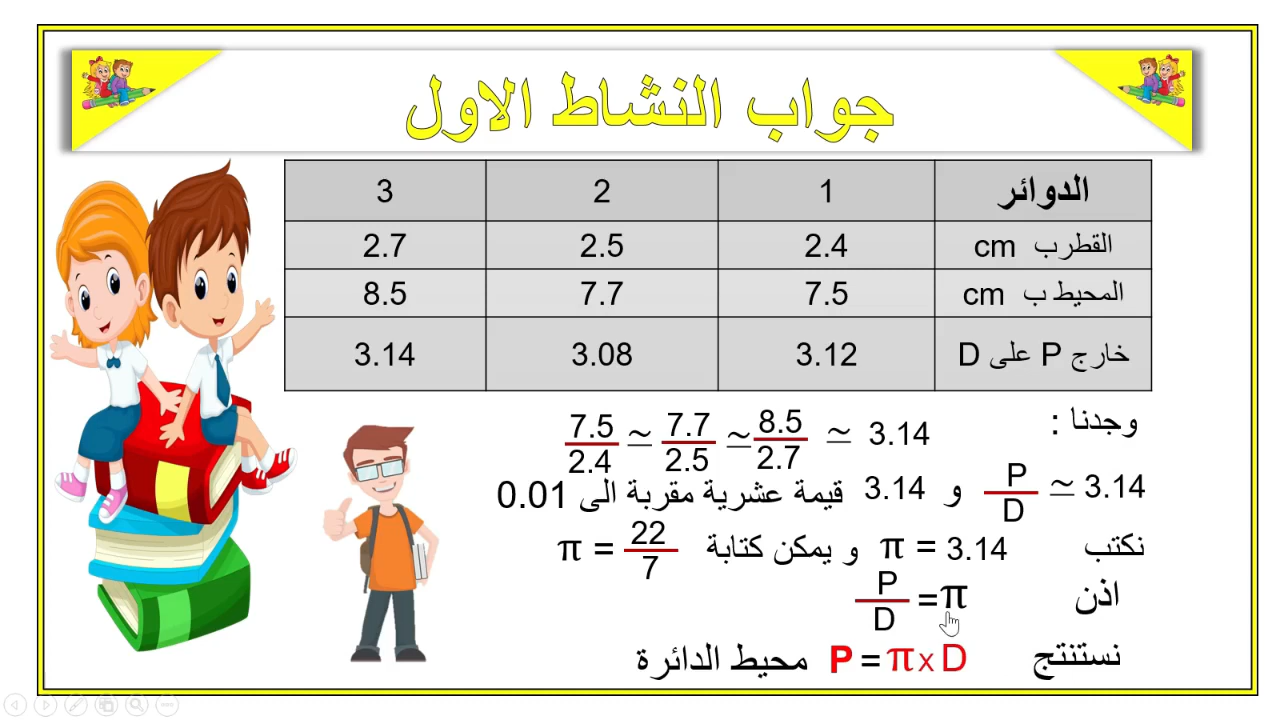 جواب النشاط الاول
الدوائر 1 2 3
القطرب cm 2.4 2.5 2.7
المحيط ب cm 7.5 7.7 8.5
خارج P على D 3.12 3.08 3.14
وجدنا : 7.5/2.4 ≃ 7.7/2.5 ≃ 8.5/2.7 ≃ 3.14
P/D ≃ 3.14 و 3.14 قيمة عشرية مقربة الى 0.01
نكتب π = 3.14 و يمكن كتابة π = 22/7
اذن P/D =π
نستنتج P = π x D محيط الدائرة